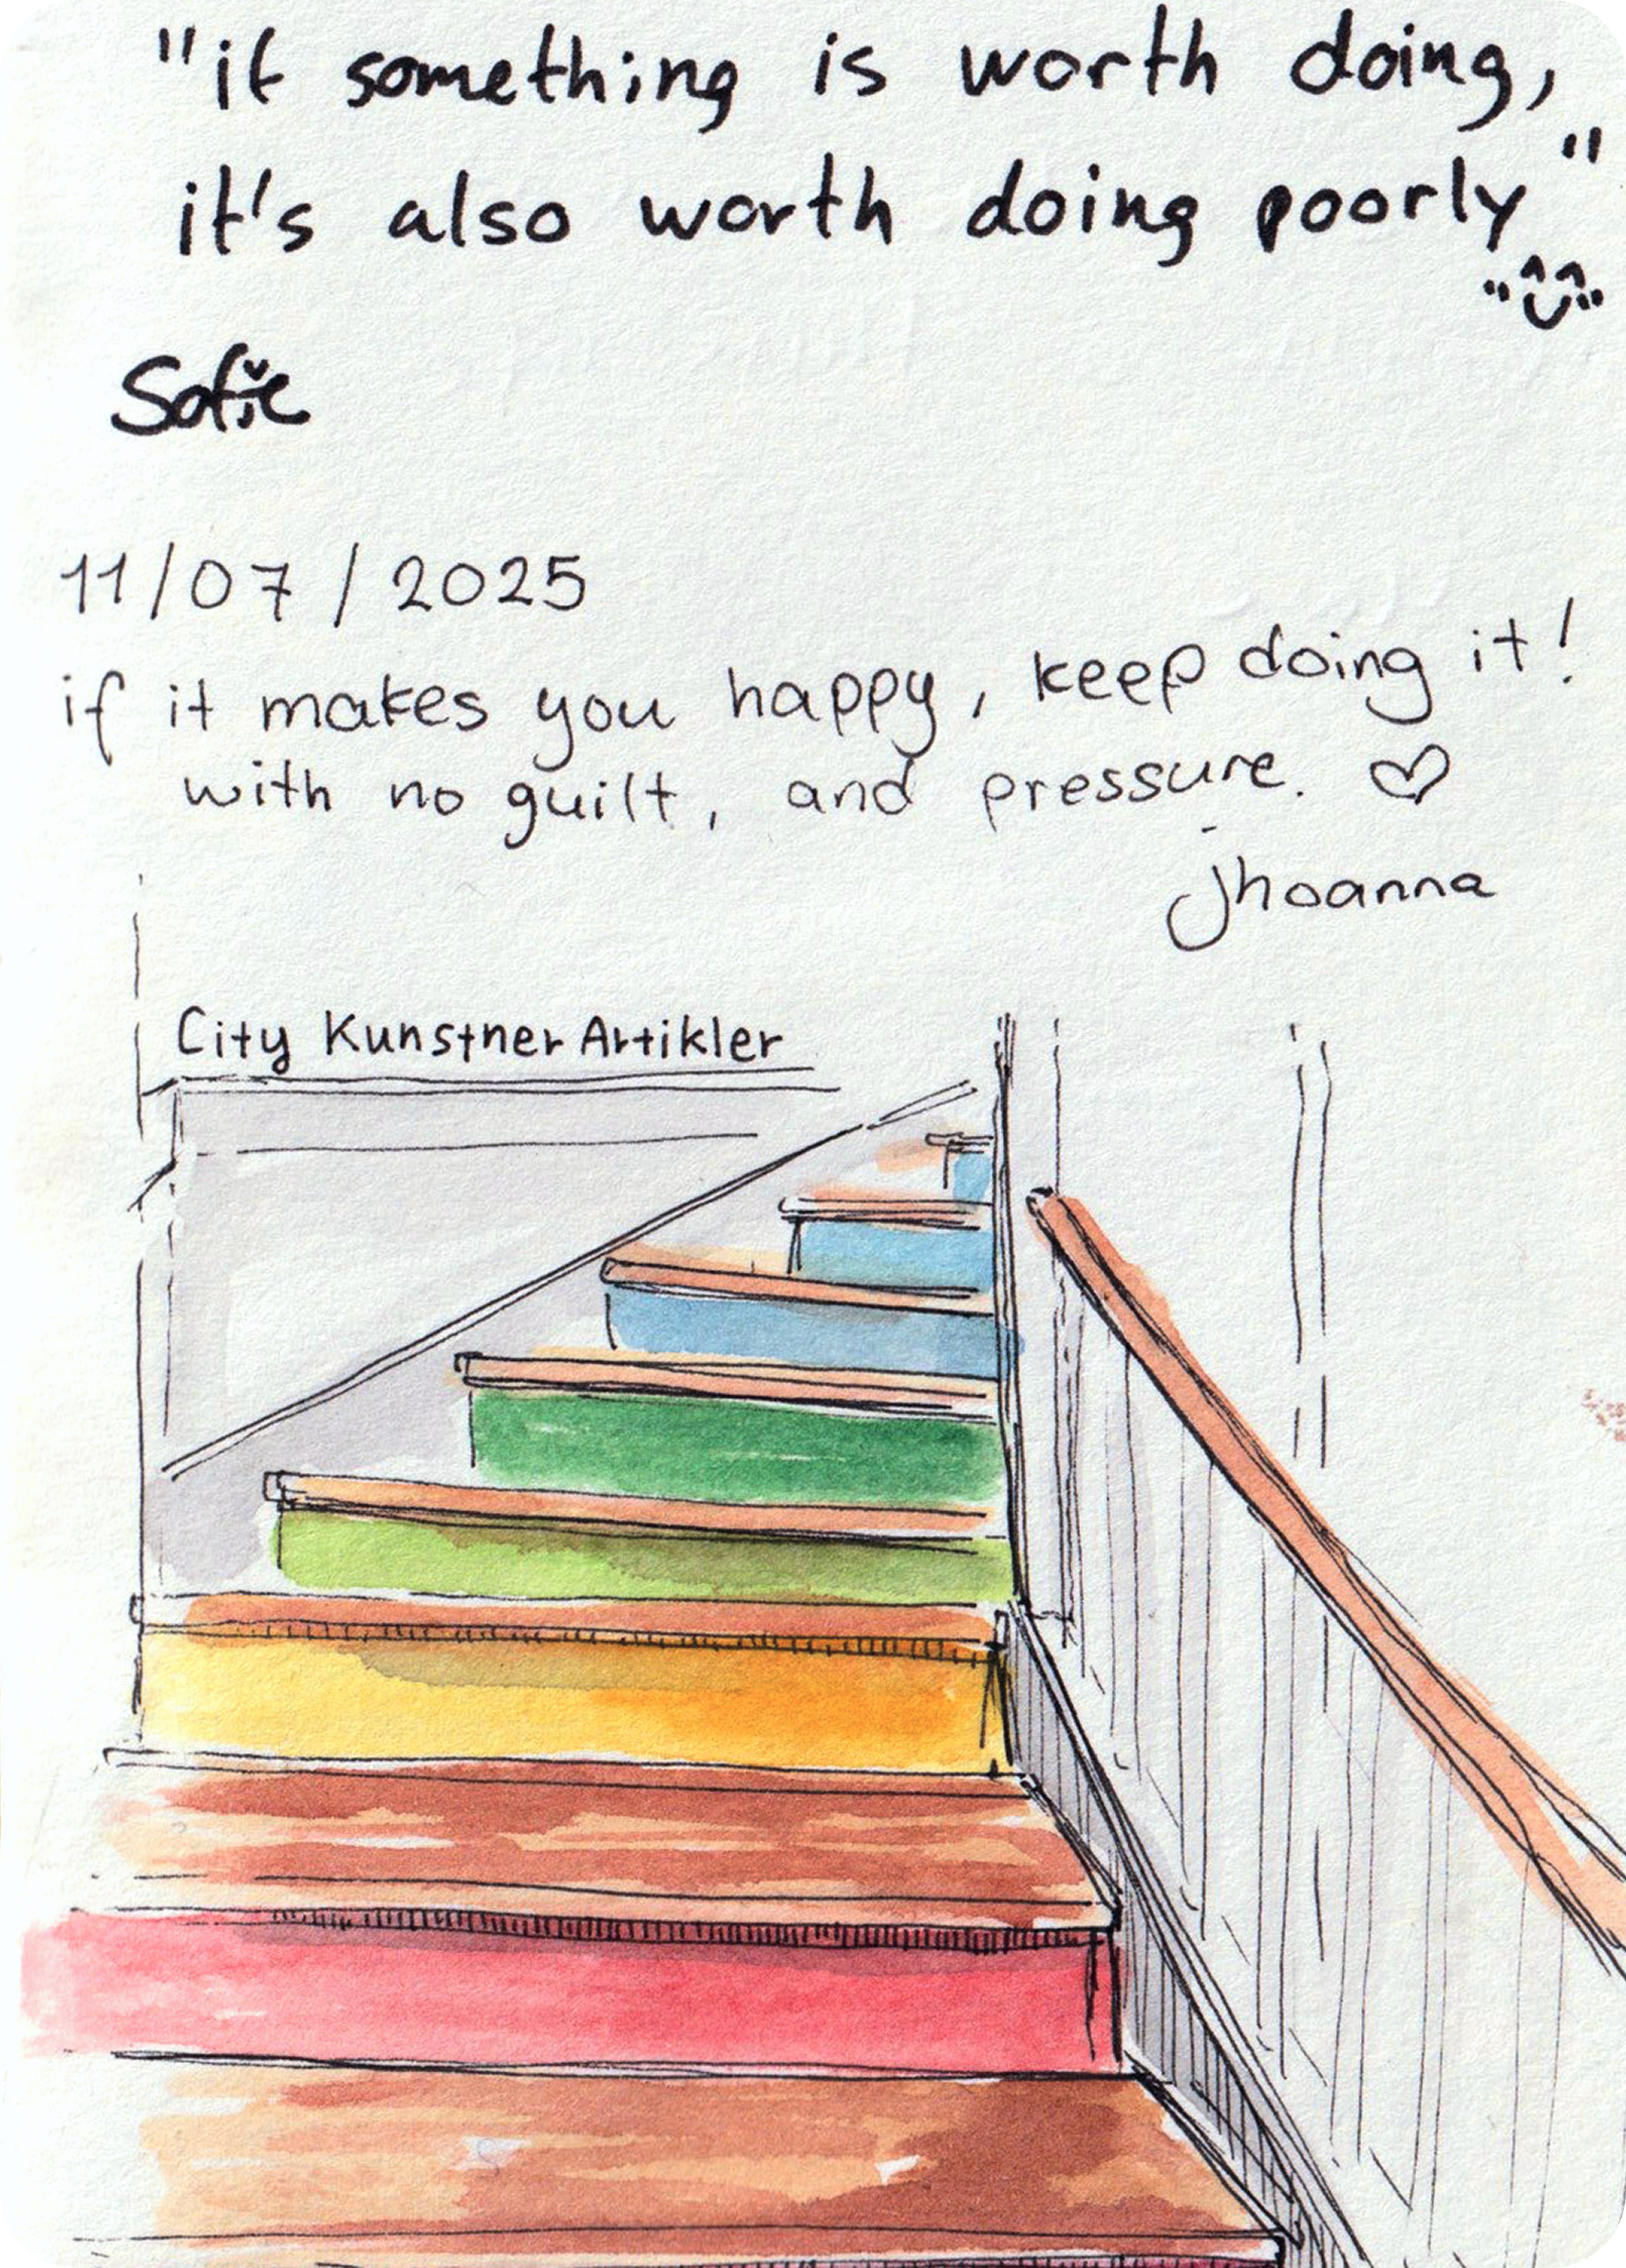 "if something is worth doing,
it's also worth doing poorly"
Sofie
11/07/2025
if it makes you happy, keep doing it!
with no guilt, and pressure. ♡
jhoanna
City Kunstner Artikler